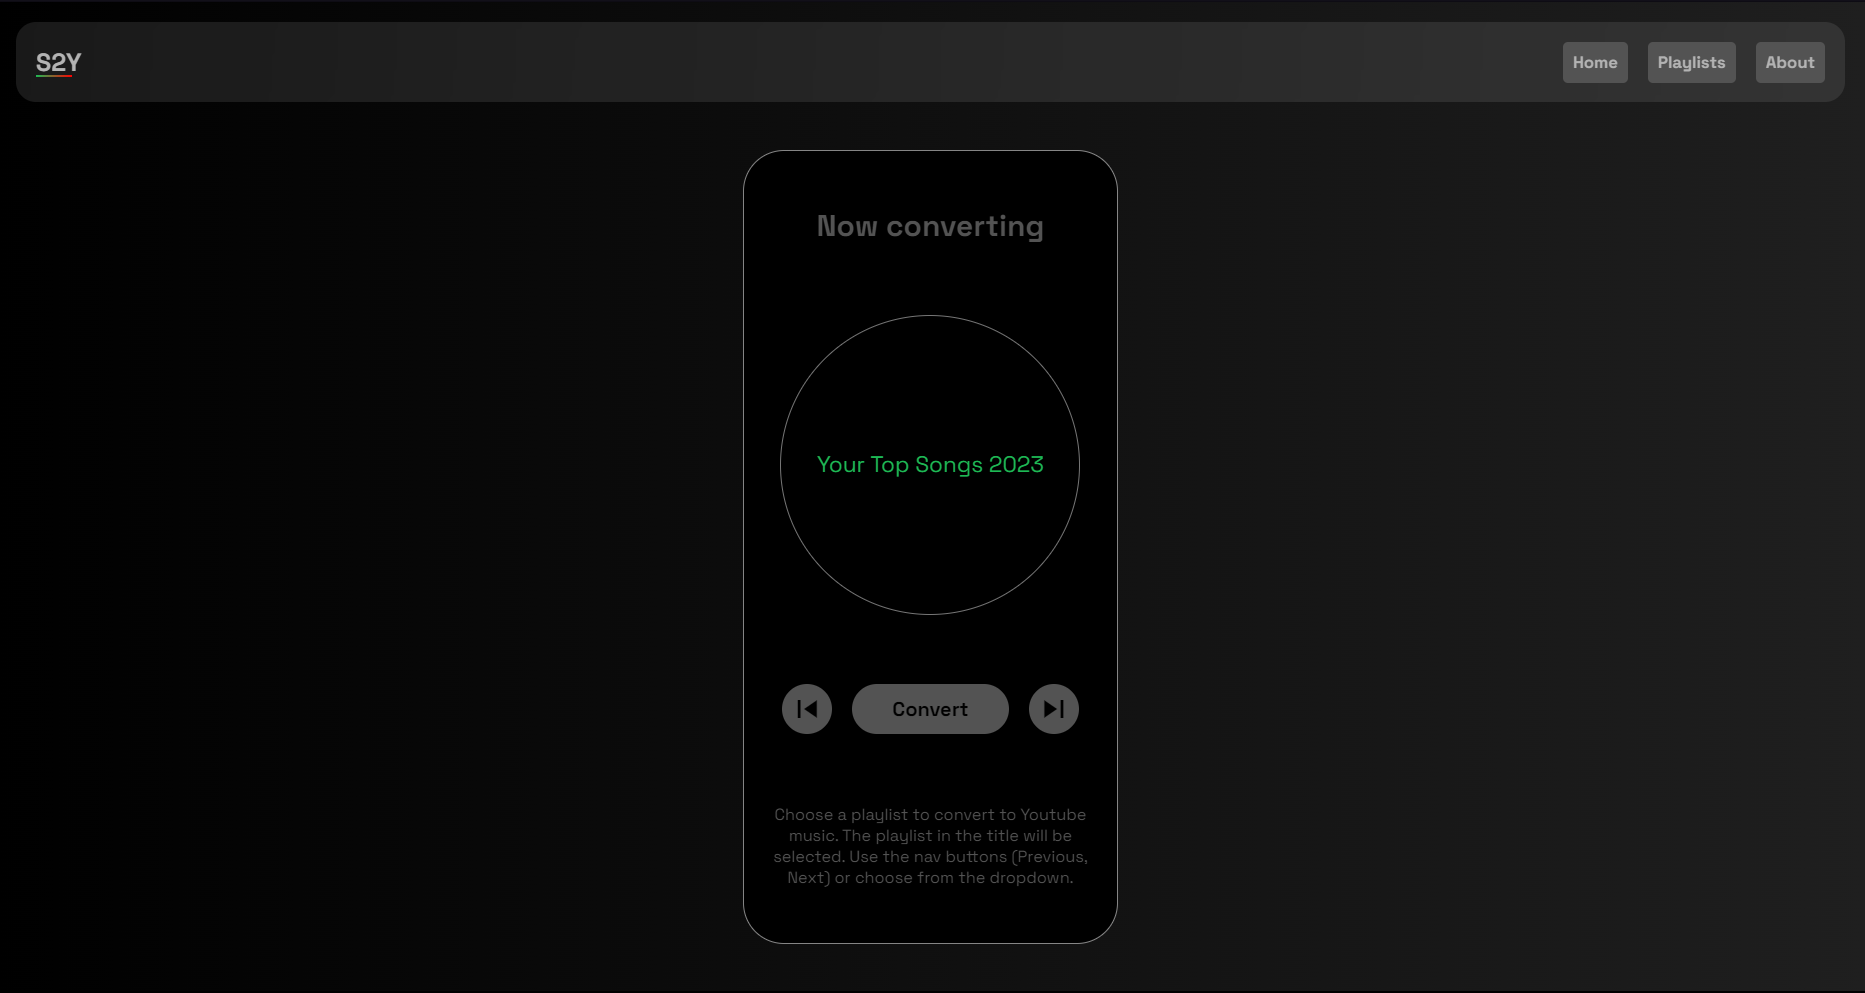 S2Y
Home
Playlists
About
Now converting
Your Top Songs 2023
Convert
Choose a playlist to convert to Youtube
music. The playlist in the title will be
selected. Use the nav buttons (Previous,
Next) or choose from the dropdown.